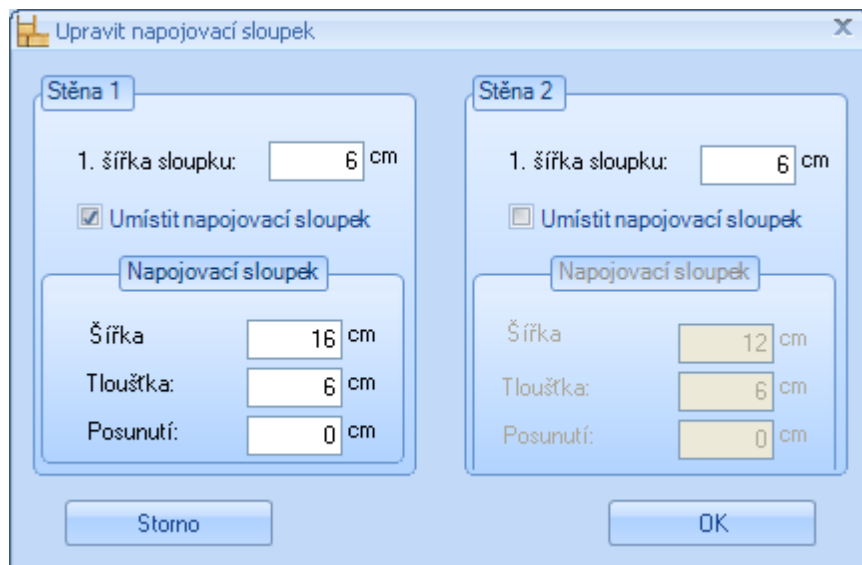 Upravit napojovací sloupek
Stěna 1
1. šířka sloupku: 6 cm
Umístit napojovací sloupek
Napojovací sloupek
Šířka 16 cm
Tloušťka: 6 cm
Posunutí: 0 cm
Stěna 2
1. šířka sloupku: 6 cm
Umístit napojovací sloupek
Napojovací sloupek
Šířka 12 cm
Tloušťka: 6 cm
Posunutí: 0 cm
Storno
OK